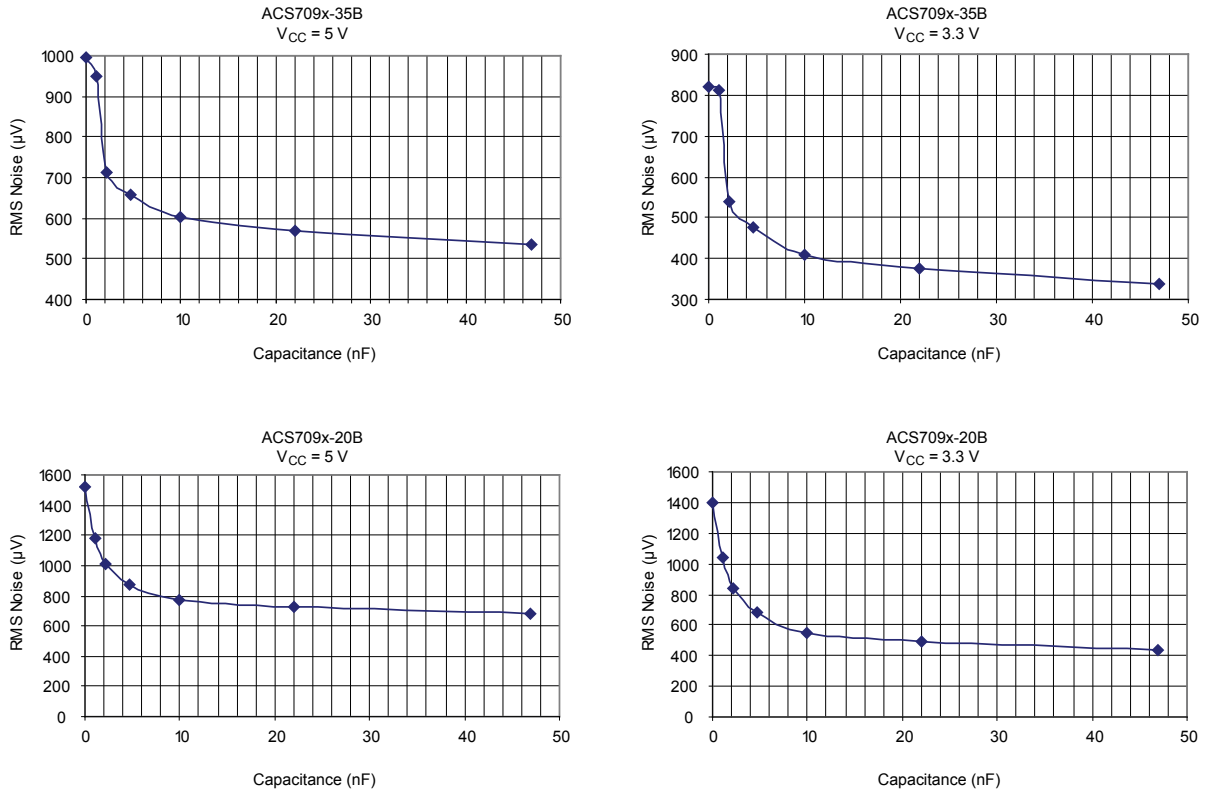 ACS709x-35B
VCC = 5 V
1000
900
800
700
600
500
400
RMS Noise (µV)
0 10 20 30 40 50
Capacitance (nF)
ACS709x-35B
VCC = 3.3 V
900
800
700
600
500
400
300
RMS Noise (µV)
0 10 20 30 40 50
Capacitance (nF)
ACS709x-20B
VCC = 5 V
1600
1400
1200
1000
800
600
400
200
0
RMS Noise (µV)
0 10 20 30 40 50
Capacitance (nF)
ACS709x-20B
VCC = 3.3 V
1600
1400
1200
1000
800
600
400
200
0
RMS Noise (µV)
0 10 20 30 40 50
Capacitance (nF)